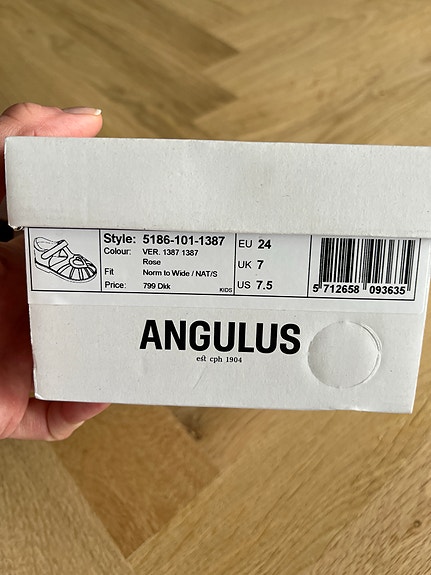 Style: 5186-101-1387
Colour: VER. 1387 1387
Rose
Fit Norm to Wide / NAT/S
Price: 799 Dkk KIDS
EU 24
UK 7
US 7.5
5 712658 093635
ANGULUS
est cph 1904